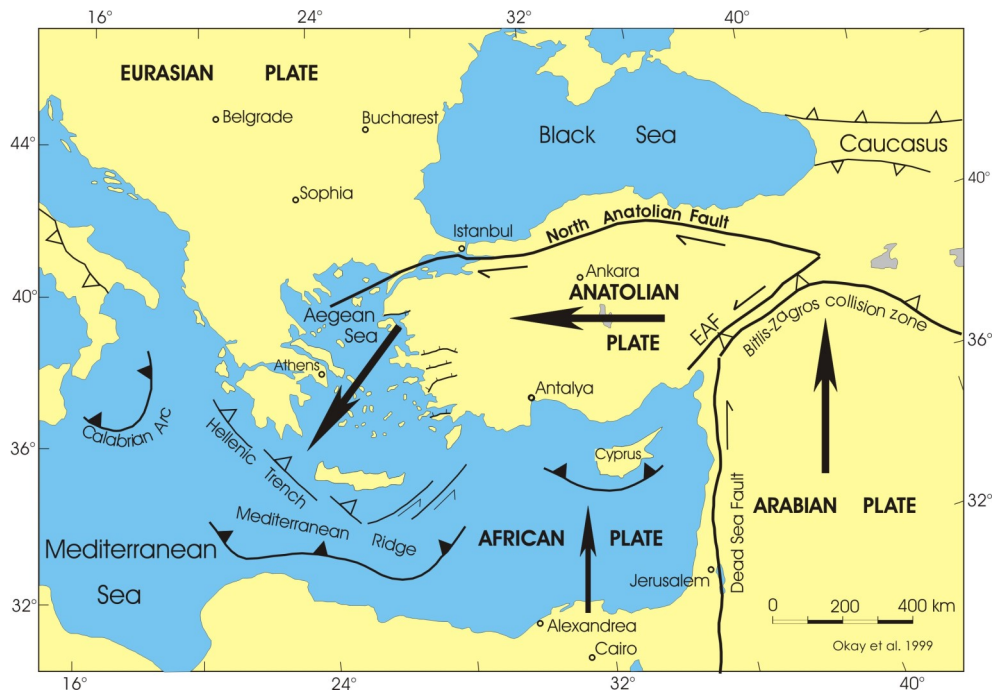 16°
24°
32°
40°
EURASIAN PLATE
Belgrade
Bucharest
44°
Black Sea
Caucasus
40°
Sophia
Istanbul
North Anatolian Fault
Ankara
40°
ANATOLIAN
PLATE
Aegean
Sea
EAF
Bitlis-Zagros collision zone
36°
Athens
Antalya
Calabrian Arc
36°
Hellenic
Trench
Cyprus
Mediterranean Ridge
AFRICAN PLATE
ARABIAN PLATE
32°
Mediterranean
Sea
Dead Sea Fault
Jerusalem
0 200 400 km
32°
Alexandrea
Okay et al. 1999
Cairo
16°
24°
32°
40°